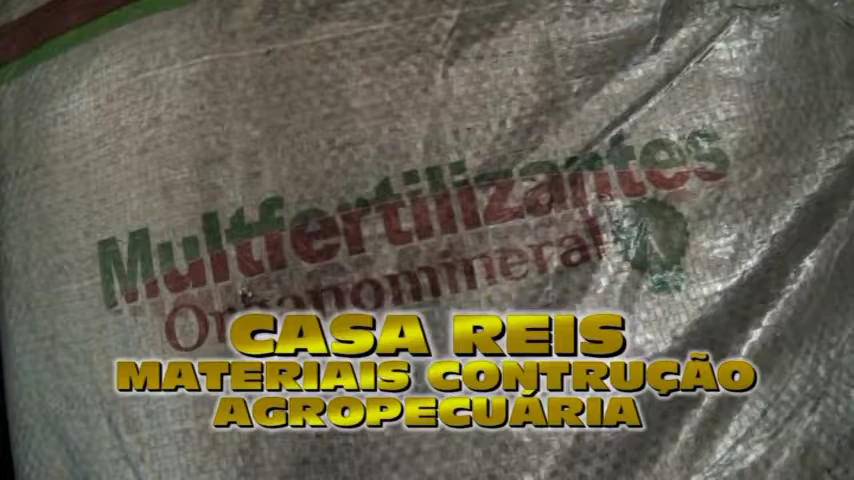 Multfertilizantes
Organomineral
CASA REIS
MATERIAIS CONTRUÇÃO
AGROPECUÁRIA